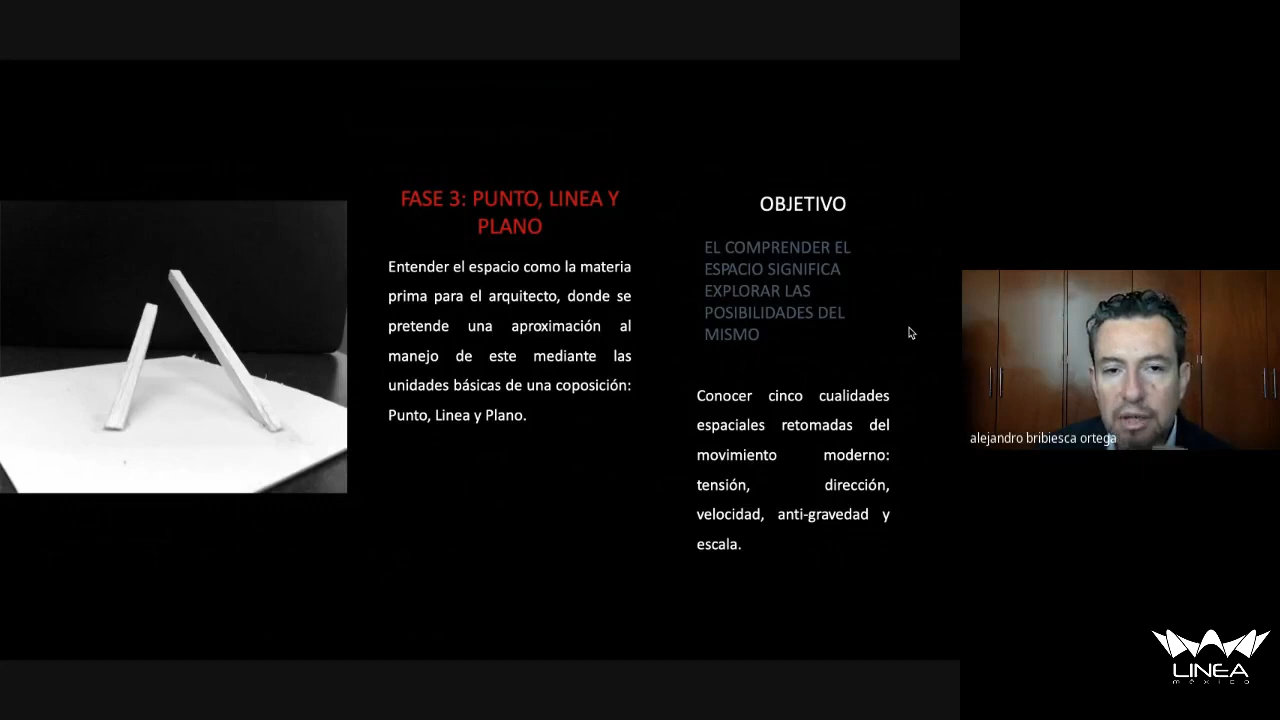 FASE 3: PUNTO, LINEA Y
PLANO
Entender el espacio como la materia
prima para el arquitecto, donde se
pretende una aproximación al
manejo de este mediante las
unidades básicas de una coposición:
Punto, Linea y Plano.
OBJETIVO
EL COMPRENDER EL
ESPACIO SIGNIFICA
EXPLORAR LAS
POSIBILIDADES DEL
MISMO
Conocer cinco cualidades
espaciales retomadas del
movimiento moderno:
tensión, dirección,
velocidad, anti-gravedad y
escala.
alejandro bribiesca ortega
LINEA
méxico